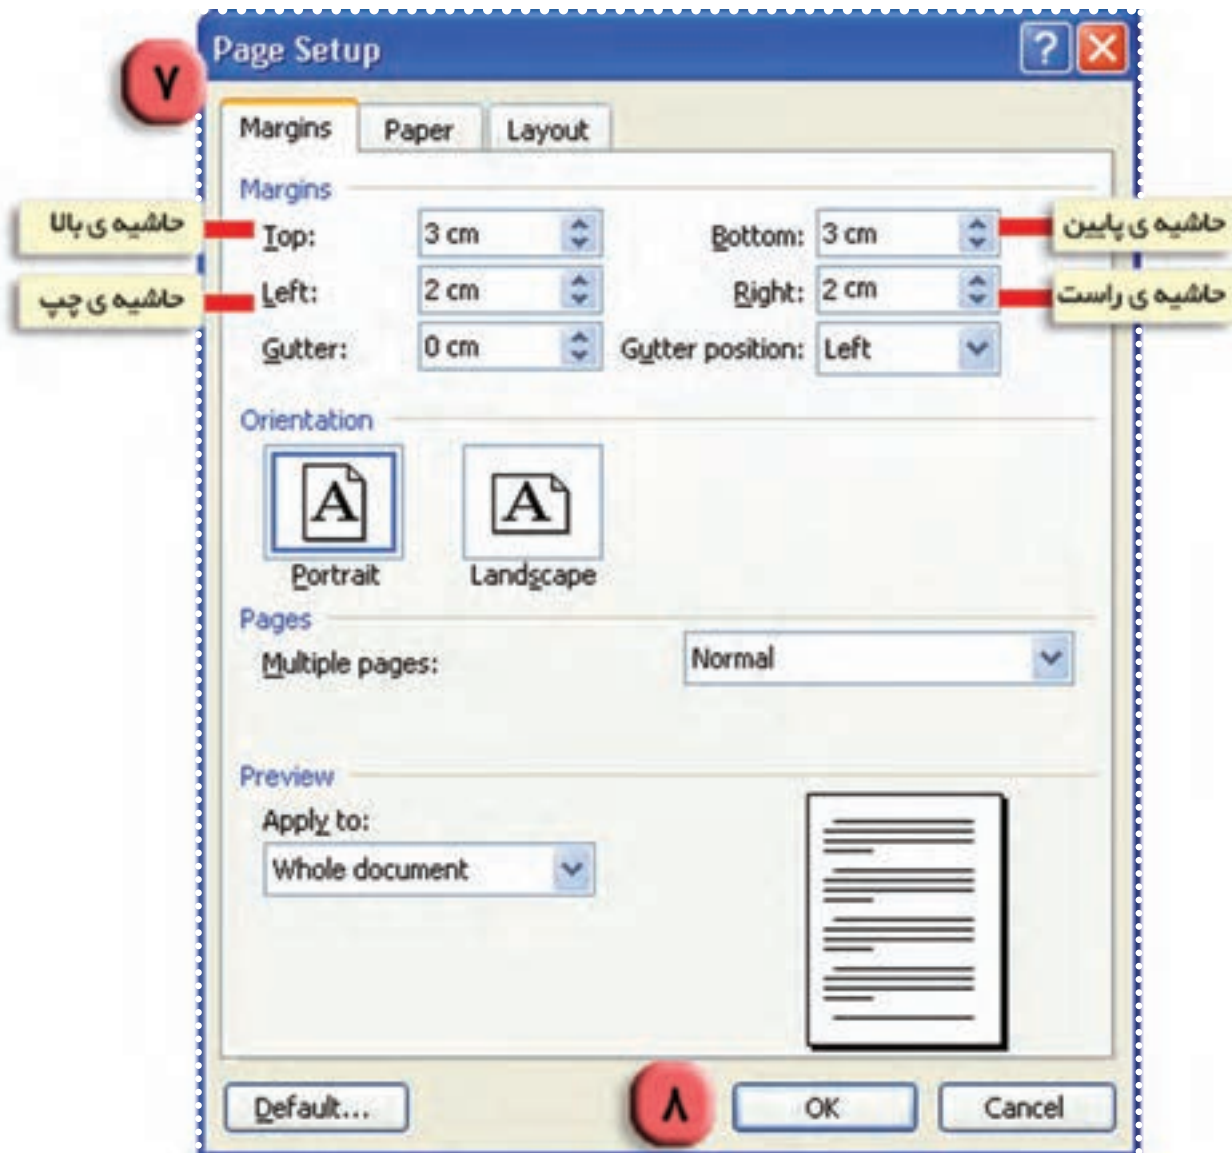 ۷
Page Setup
Margins Paper Layout
Margins
حاشیه ی بالا Top: 3 cm Bottom: 3 cm حاشیه ی پایین
حاشیه ی چپ Left: 2 cm Right: 2 cm حاشیه ی راست
Gutter: 0 cm Gutter position: Left
Orientation
A A
Portrait Landscape
Pages
Multiple pages: Normal
Preview
Apply to:
Whole document
Default... ۸ OK Cancel